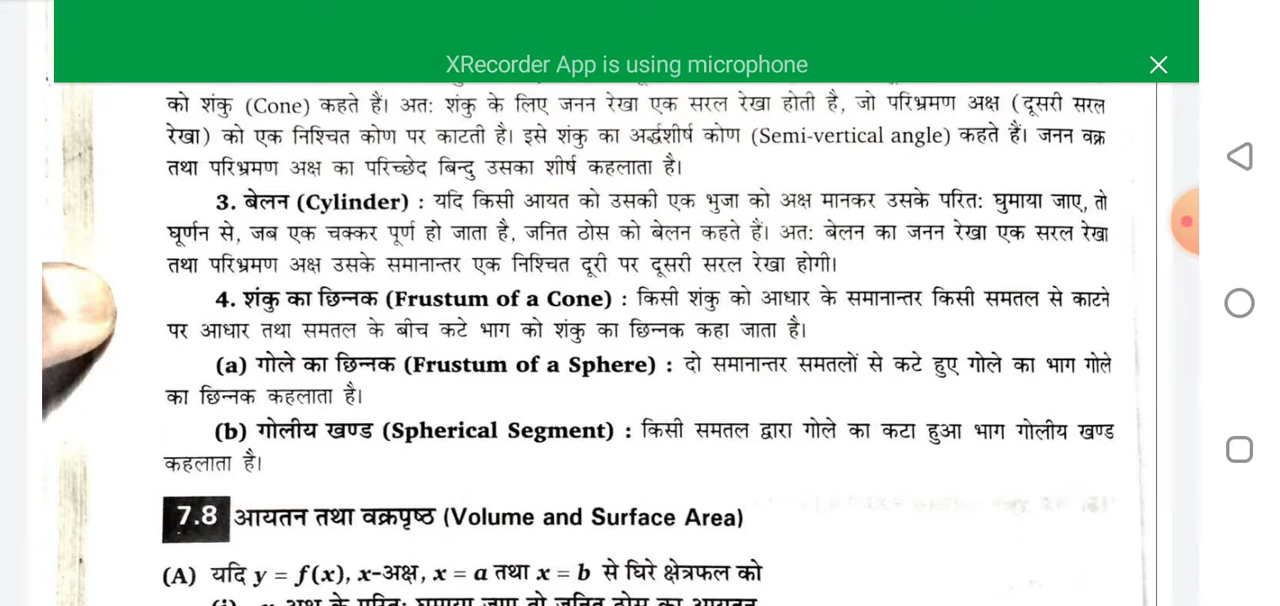 XRecorder App is using microphone
को शंकु (Cone) कहते हैं। अतः शंकु के लिए जनन रेखा एक सरल रेखा होती है, जो परिभ्रमण अक्ष (दूसरी सरल
रेखा) को एक निश्चित कोण पर काटती है। इसे शंकु का अर्द्धशीर्ष कोण (Semi-vertical angle) कहते हैं। जनन वक्र
तथा परिभ्रमण अक्ष का परिच्छेद बिन्दु उसका शीर्ष कहलाता है।
3. बेलन (Cylinder) : यदि किसी आयत को उसकी एक भुजा को अक्ष मानकर उसके परितः घुमाया जाए, तो
घूर्णन से, जब एक चक्कर पूर्ण हो जाता है, जनित ठोस को बेलन कहते हैं। अतः बेलन का जनन रेखा एक सरल रेखा
तथा परिभ्रमण अक्ष उसके समानान्तर एक निश्चित दूरी पर दूसरी सरल रेखा होगी।
4. शंकु का छिन्नक (Frustum of a Cone) : किसी शंकु को आधार के समानान्तर किसी समतल से काटने
पर आधार तथा समतल के बीच कटे भाग को शंकु का छिन्नक कहा जाता है।
(a) गोले का छिन्नक (Frustum of a Sphere) : दो समानान्तर समतलों से कटे हुए गोले का भाग गोले
का छिन्नक कहलाता है।
(b) गोलीय खण्ड (Spherical Segment) : किसी समतल द्वारा गोले का कटा हुआ भाग गोलीय खण्ड
कहलाता है।
7.8 आयतन तथा वक्रपृष्ठ (Volume and Surface Area)
(A) यदि y = f(x), x-अक्ष, x = a तथा x = b से घिरे क्षेत्रफल को
(i) x-अक्ष के परितः घुमाया जाए तो जनित ठोस का आयतन